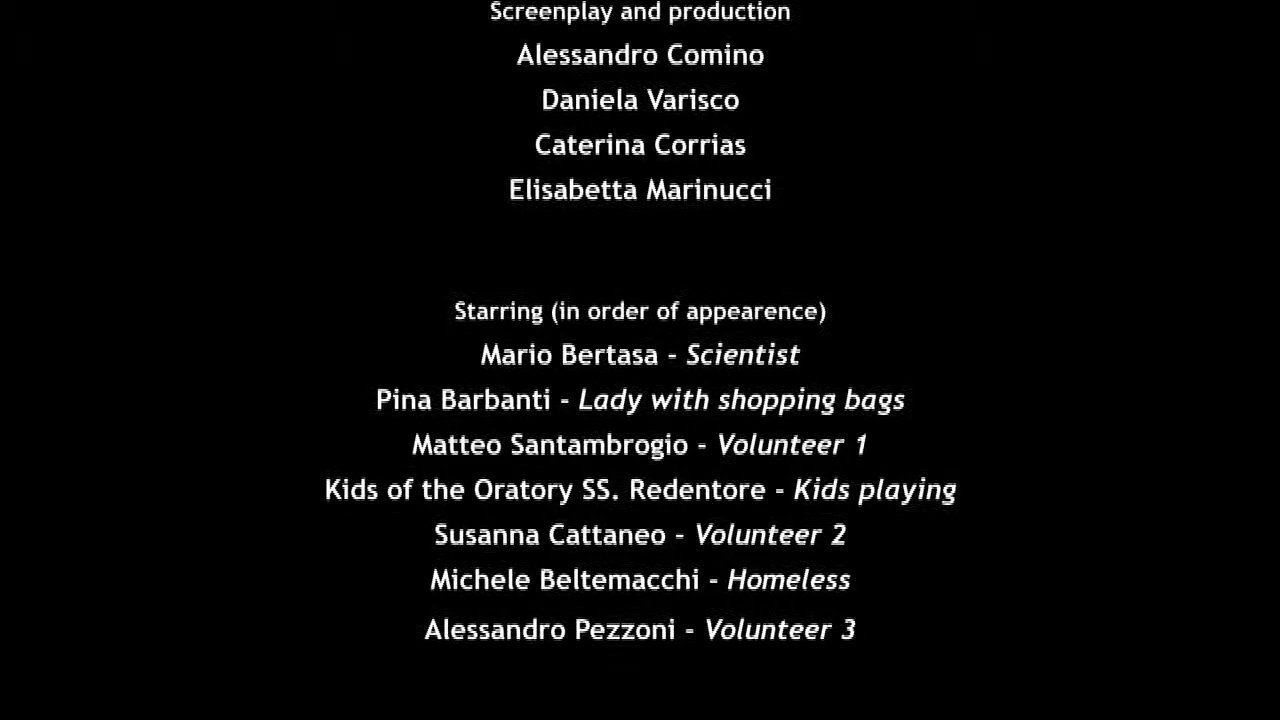 Screenplay and production
Alessandro Comino
Daniela Varisco
Caterina Corrias
Elisabetta Marinucci
Starring (in order of appearence)
Mario Bertasa - Scientist
Pina Barbanti - Lady with shopping bags
Matteo Santambrogio - Volunteer 1
Kids of the Oratory SS. Redentore - Kids playing
Susanna Cattaneo - Volunteer 2
Michele Beltemacchi - Homeless
Alessandro Pezzoni - Volunteer 3